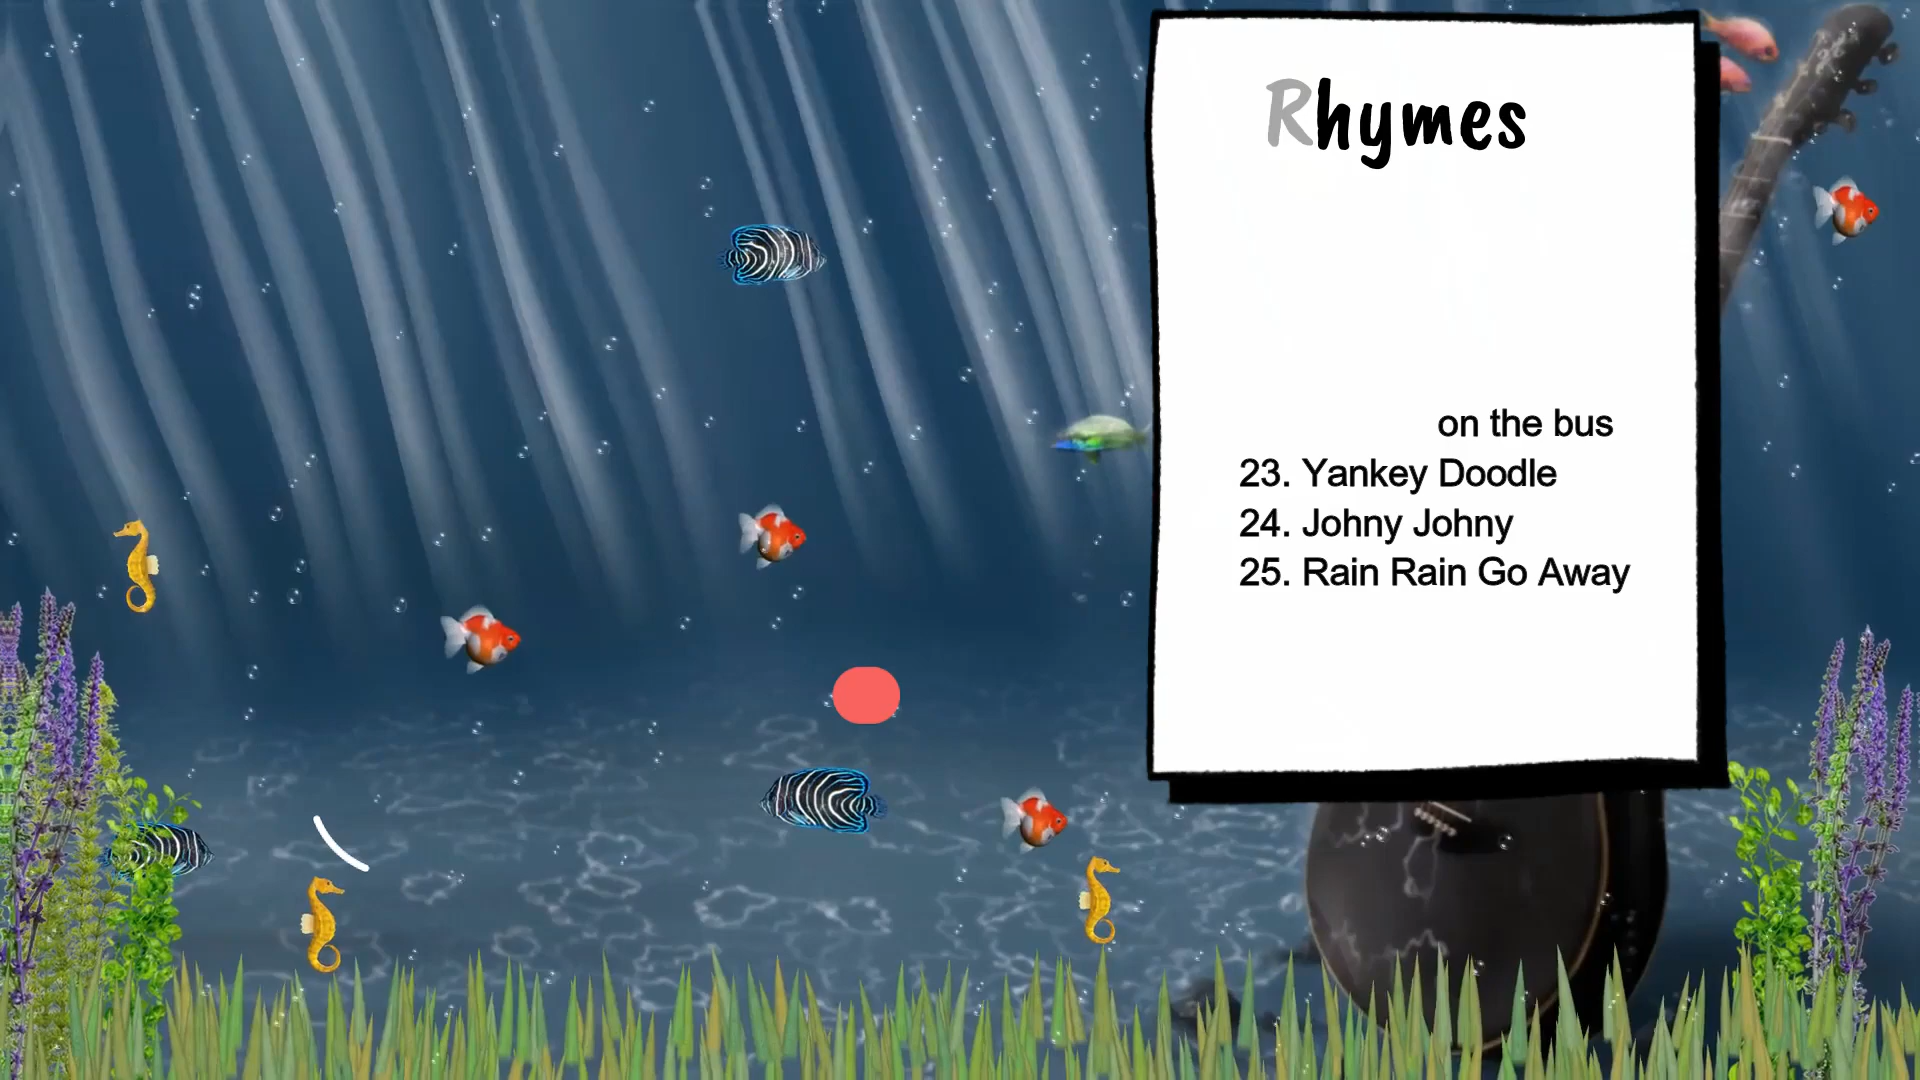 Rhymes
on the bus
23. Yankey Doodle
24. Johny Johny
25. Rain Rain Go Away